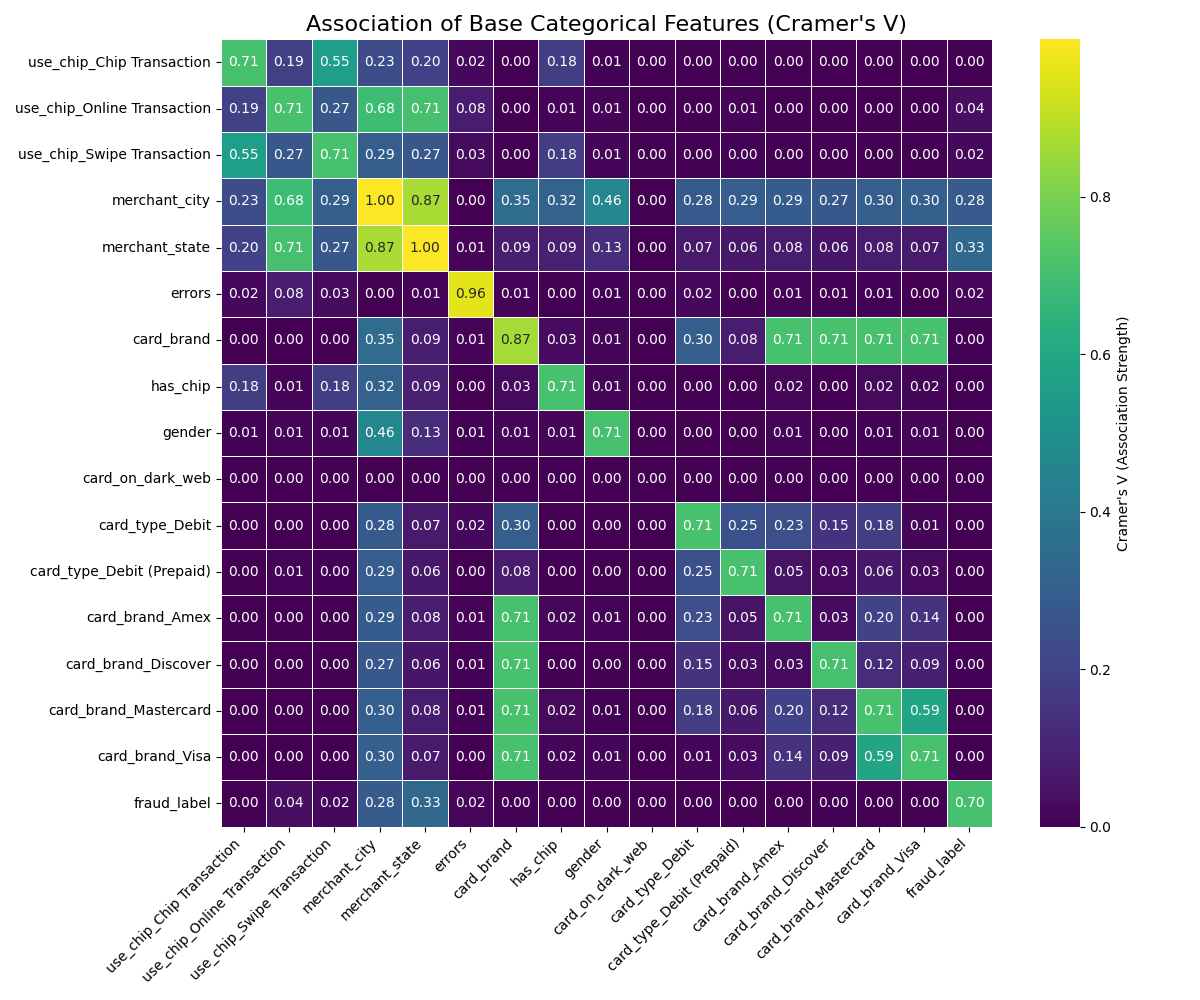 Association of Base Categorical Features (Cramer's V)
use_chip_Chip Transaction 0.71 0.19 0.55 0.23 0.20 0.02 0.00 0.18 0.01 0.00 0.00 0.00 0.00 0.00 0.00 0.00 0.00
use_chip_Online Transaction 0.19 0.71 0.27 0.68 0.71 0.08 0.00 0.01 0.01 0.00 0.00 0.01 0.00 0.00 0.00 0.00 0.04
use_chip_Swipe Transaction 0.55 0.27 0.71 0.29 0.27 0.03 0.00 0.18 0.01 0.00 0.00 0.00 0.00 0.00 0.00 0.00 0.02
merchant_city 0.23 0.68 0.29 1.00 0.87 0.00 0.35 0.32 0.46 0.00 0.28 0.29 0.29 0.27 0.30 0.30 0.28
merchant_state 0.20 0.71 0.27 0.87 1.00 0.01 0.09 0.09 0.13 0.00 0.07 0.06 0.08 0.06 0.08 0.07 0.33
errors 0.02 0.08 0.03 0.00 0.01 0.96 0.01 0.00 0.01 0.00 0.02 0.00 0.01 0.01 0.01 0.00 0.02
card_brand 0.00 0.00 0.00 0.35 0.09 0.01 0.87 0.03 0.01 0.00 0.30 0.08 0.71 0.71 0.71 0.71 0.00
has_chip 0.18 0.01 0.18 0.32 0.09 0.00 0.03 0.71 0.01 0.00 0.00 0.00 0.02 0.00 0.02 0.02 0.00
gender 0.01 0.01 0.01 0.46 0.13 0.01 0.01 0.01 0.71 0.00 0.00 0.00 0.01 0.00 0.01 0.01 0.00
card_on_dark_web 0.00 0.00 0.00 0.00 0.00 0.00 0.00 0.00 0.00 0.00 0.00 0.00 0.00 0.00 0.00 0.00 0.00
card_type_Debit 0.00 0.00 0.00 0.28 0.07 0.02 0.30 0.00 0.00 0.00 0.71 0.25 0.23 0.15 0.18 0.01 0.00
card_type_Debit (Prepaid) 0.00 0.01 0.00 0.29 0.06 0.00 0.08 0.00 0.00 0.00 0.25 0.71 0.05 0.03 0.06 0.03 0.00
card_brand_Amex 0.00 0.00 0.00 0.29 0.08 0.01 0.71 0.02 0.01 0.00 0.23 0.05 0.71 0.03 0.20 0.14 0.00
card_brand_Discover 0.00 0.00 0.00 0.27 0.06 0.01 0.71 0.00 0.00 0.00 0.15 0.03 0.03 0.71 0.12 0.09 0.00
card_brand_Mastercard 0.00 0.00 0.00 0.30 0.08 0.01 0.71 0.02 0.01 0.00 0.18 0.06 0.20 0.12 0.71 0.59 0.00
card_brand_Visa 0.00 0.00 0.00 0.30 0.07 0.00 0.71 0.02 0.01 0.00 0.01 0.03 0.14 0.09 0.59 0.71 0.00
fraud_label 0.00 0.04 0.02 0.28 0.33 0.02 0.00 0.00 0.00 0.00 0.00 0.00 0.00 0.00 0.00 0.00 0.70
use_chip_Chip Transaction
use_chip_Online Transaction
use_chip_Swipe Transaction
merchant_city
merchant_state
errors
card_brand
has_chip
gender
card_on_dark_web
card_type_Debit
card_type_Debit (Prepaid)
card_brand_Amex
card_brand_Discover
card_brand_Mastercard
card_brand_Visa
fraud_label
0.8
0.6
0.4
0.2
0.0
Cramer's V (Association Strength)